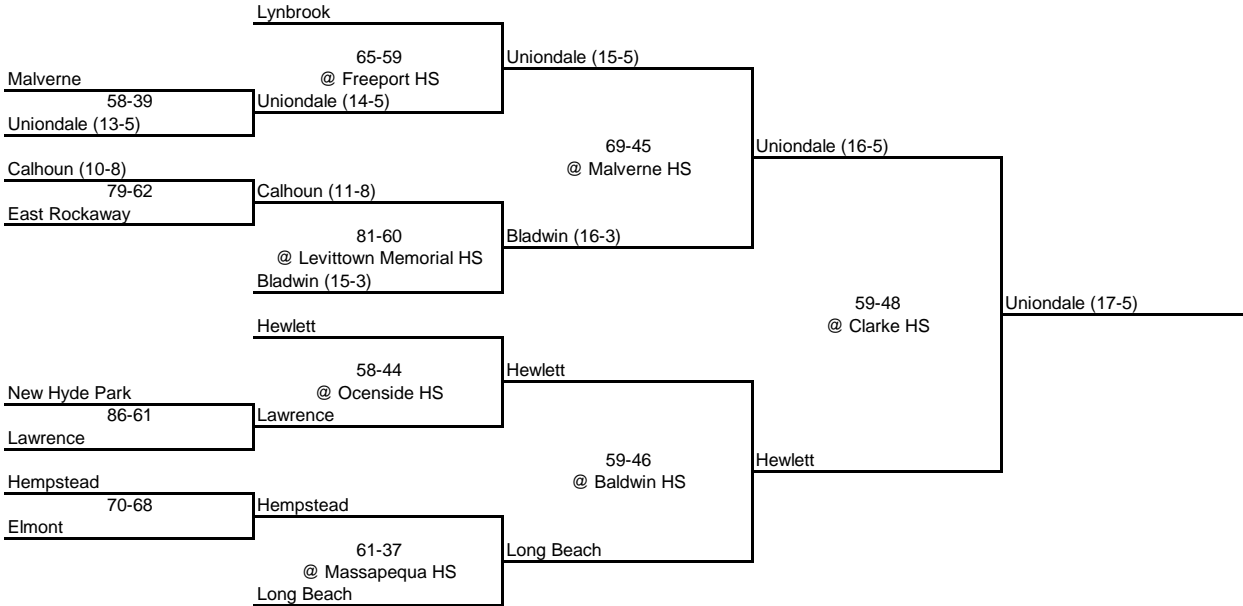 Lynbrook
65-59
@ Freeport HS
Uniondale (15-5)
Malverne
58-39
Uniondale (14-5)
Uniondale (13-5)
69-45
@ Malverne HS
Uniondale (16-5)
Calhoun (10-8)
79-62
Calhoun (11-8)
East Rockaway
81-60
@ Levittown Memorial HS
Bladwin (16-3)
Bladwin (15-3)
59-48
@ Clarke HS
Uniondale (17-5)
Hewlett
58-44
@ Ocenside HS
Hewlett
New Hyde Park
86-61
Lawrence
Lawrence
59-46
@ Baldwin HS
Hewlett
Hempstead
70-68
Hempstead
Elmont
61-37
@ Massapequa HS
Long Beach
Long Beach